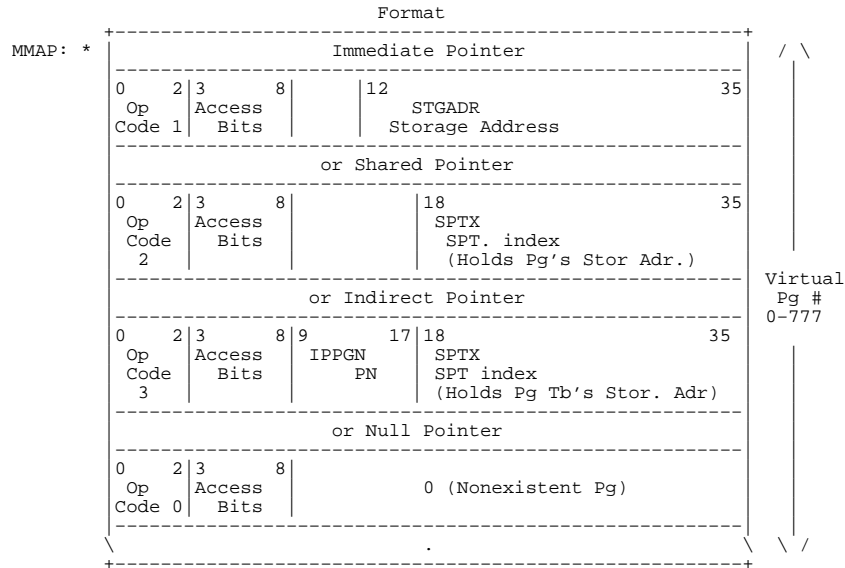 Format
MMAP: * Immediate Pointer
0 2 3 8 12 35
Op Access STGADR
Code 1 Bits Storage Address
or Shared Pointer
0 2 3 8 18 35
Op Access SPTX
Code Bits SPT. index
2 (Holds Pg's Stor Adr.)
Virtual
or Indirect Pointer Pg #
0-777
0 2 3 8 9 17 18 35
Op Access IPPGN SPTX
Code Bits PN SPT index
3 (Holds Pg Tb's Stor. Adr)
or Null Pointer
0 2 3 8
Op Access 0 (Nonexistent Pg)
Code 0 Bits
.